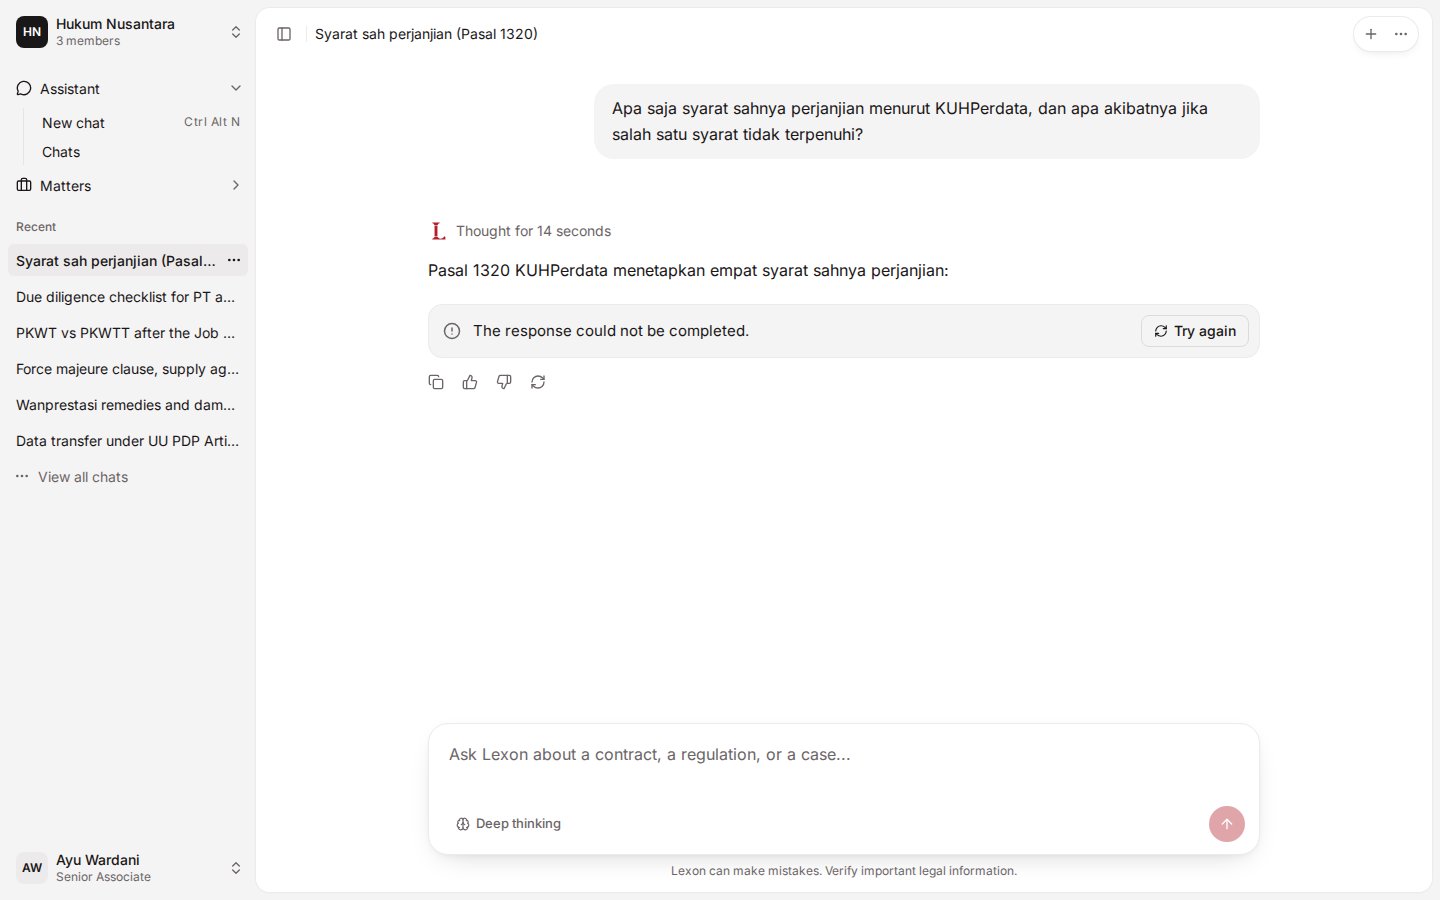 HN
Hukum Nusantara
3 members
Assistant
New chat
Ctrl Alt N
Chats
Matters
Recent
Syarat sah perjanjian (Pasal...
Due diligence checklist for PT a...
PKWT vs PKWTT after the Job ...
Force majeure clause, supply ag...
Wanprestasi remedies and dam...
Data transfer under UU PDP Arti...
View all chats
AW
Ayu Wardani
Senior Associate
Syarat sah perjanjian (Pasal 1320)
Apa saja syarat sahnya perjanjian menurut KUHPerdata, dan apa akibatnya jika
salah satu syarat tidak terpenuhi?
L
Thought for 14 seconds
Pasal 1320 KUHPerdata menetapkan empat syarat sahnya perjanjian:
The response could not be completed.
Try again
Ask Lexon about a contract, a regulation, or a case...
Deep thinking
Lexon can make mistakes. Verify important legal information.